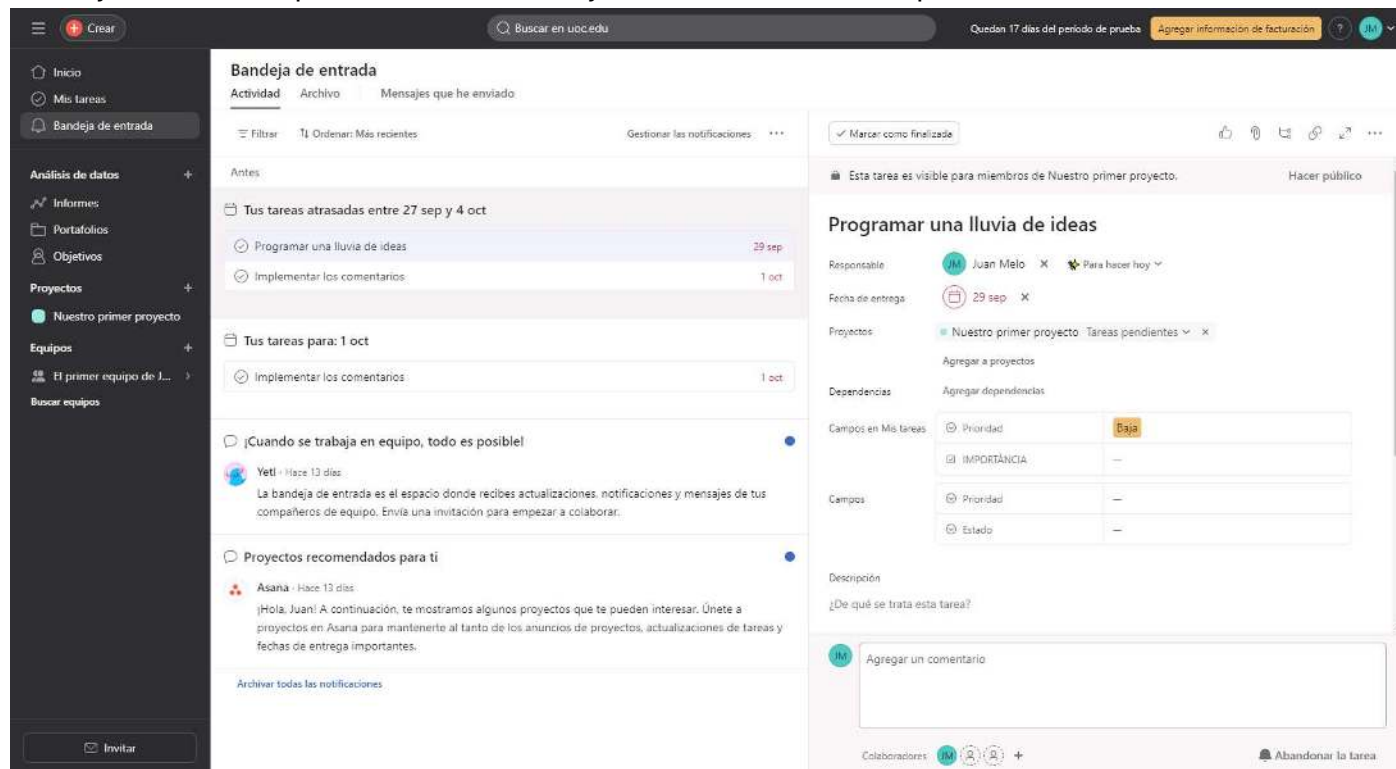 Crear
Buscar en uoc.edu
Quedan 17 días del período de prueba
Agregar información de facturación
?
JM
Inicio
Mis tareas
Bandeja de entrada
Análisis de datos +
Informes
Portafolios
Objetivos
Proyectos +
Nuestro primer proyecto
Equipos +
El primer equipo de J...
Buscar equipos
Invitar
Bandeja de entrada
Actividad Archivo Mensajes que he enviado
Filtrar Ordenar: Más recientes Gestionar las notificaciones ...
Antes
Tus tareas atrasadas entre 27 sep y 4 oct
Programar una lluvia de ideas 29 sep
Implementar los comentarios 1 oct
Tus tareas para: 1 oct
Implementar los comentarios 1 oct
¡Cuando se trabaja en equipo, todo es posible!
Yeti · Hace 13 días
La bandeja de entrada es el espacio donde recibes actualizaciones, notificaciones y mensajes de tus
compañeros de equipo. Envía una invitación para empezar a colaborar.
Proyectos recomendados para ti
Asana · Hace 13 días
¡Hola, Juan! A continuación, te mostramos algunos proyectos que te pueden interesar. Únete a
proyectos en Asana para mantenerte al tanto de los anuncios de proyectos, actualizaciones de tareas y
fechas de entrega importantes.
Archivar todas las notificaciones
Marcar como finalizada
Esta tarea es visible para miembros de Nuestro primer proyecto. Hacer público
Programar una lluvia de ideas
Responsable JM Juan Melo × Para hacer hoy
Fecha de entrega 29 sep ×
Proyectos Nuestro primer proyecto Tareas pendientes ×
Agregar a proyectos
Dependencias Agregar dependencias
Campos en Mis tareas Prioridad Baja
IMPORTÀNCIA —
Campos Prioridad —
Estado —
Descripción
¿De qué se trata esta tarea?
JM Agregar un comentario
Colaboradores JM + Abandonar la tarea